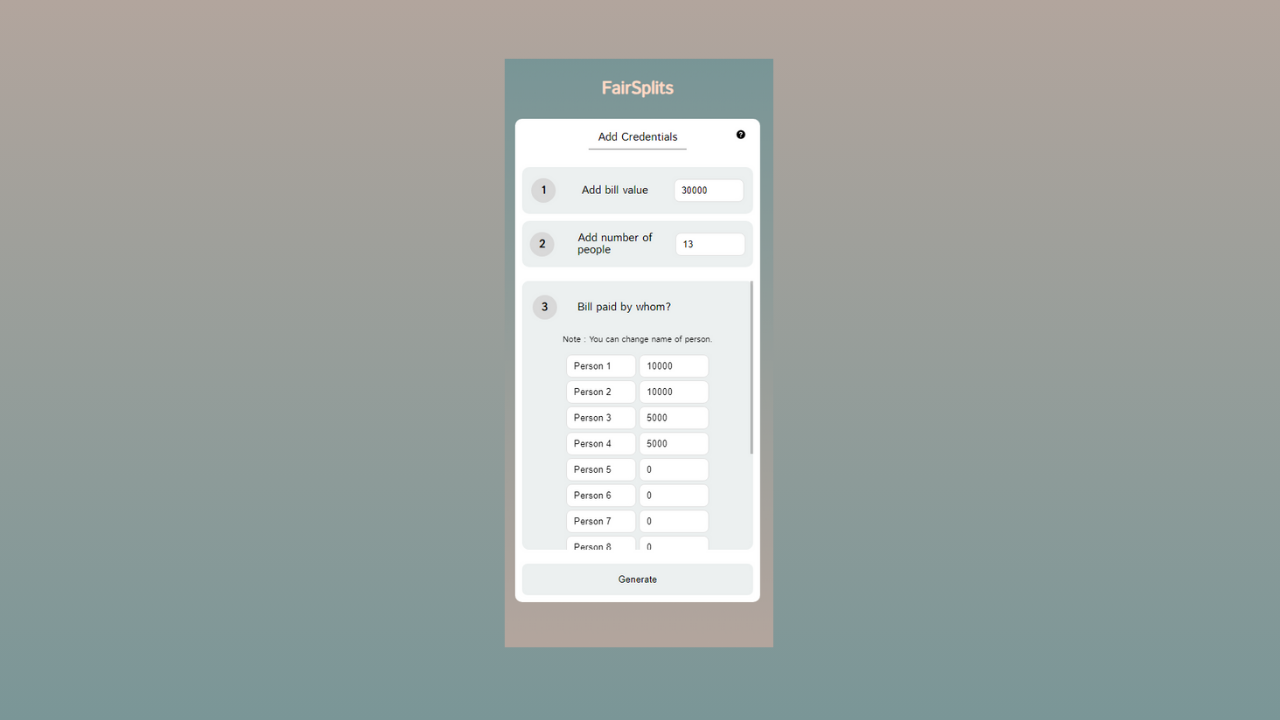 FairSplits
Add Credentials
?
1 Add bill value 30000
2 Add number of people 13
3 Bill paid by whom?
Note : You can change name of person.
Person 1 10000
Person 2 10000
Person 3 5000
Person 4 5000
Person 5 0
Person 6 0
Person 7 0
Person 8 0
Generate